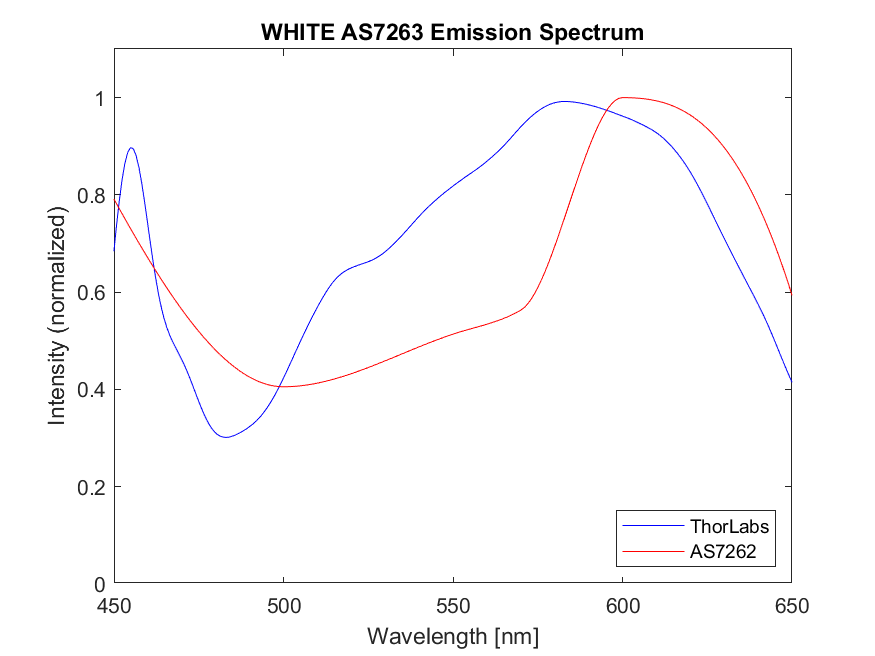 WHITE AS7263 Emission Spectrum
Intensity (normalized)
1
0.8
0.6
0.4
0.2
0
450 500 550 600 650
Wavelength [nm]
ThorLabs
AS7262